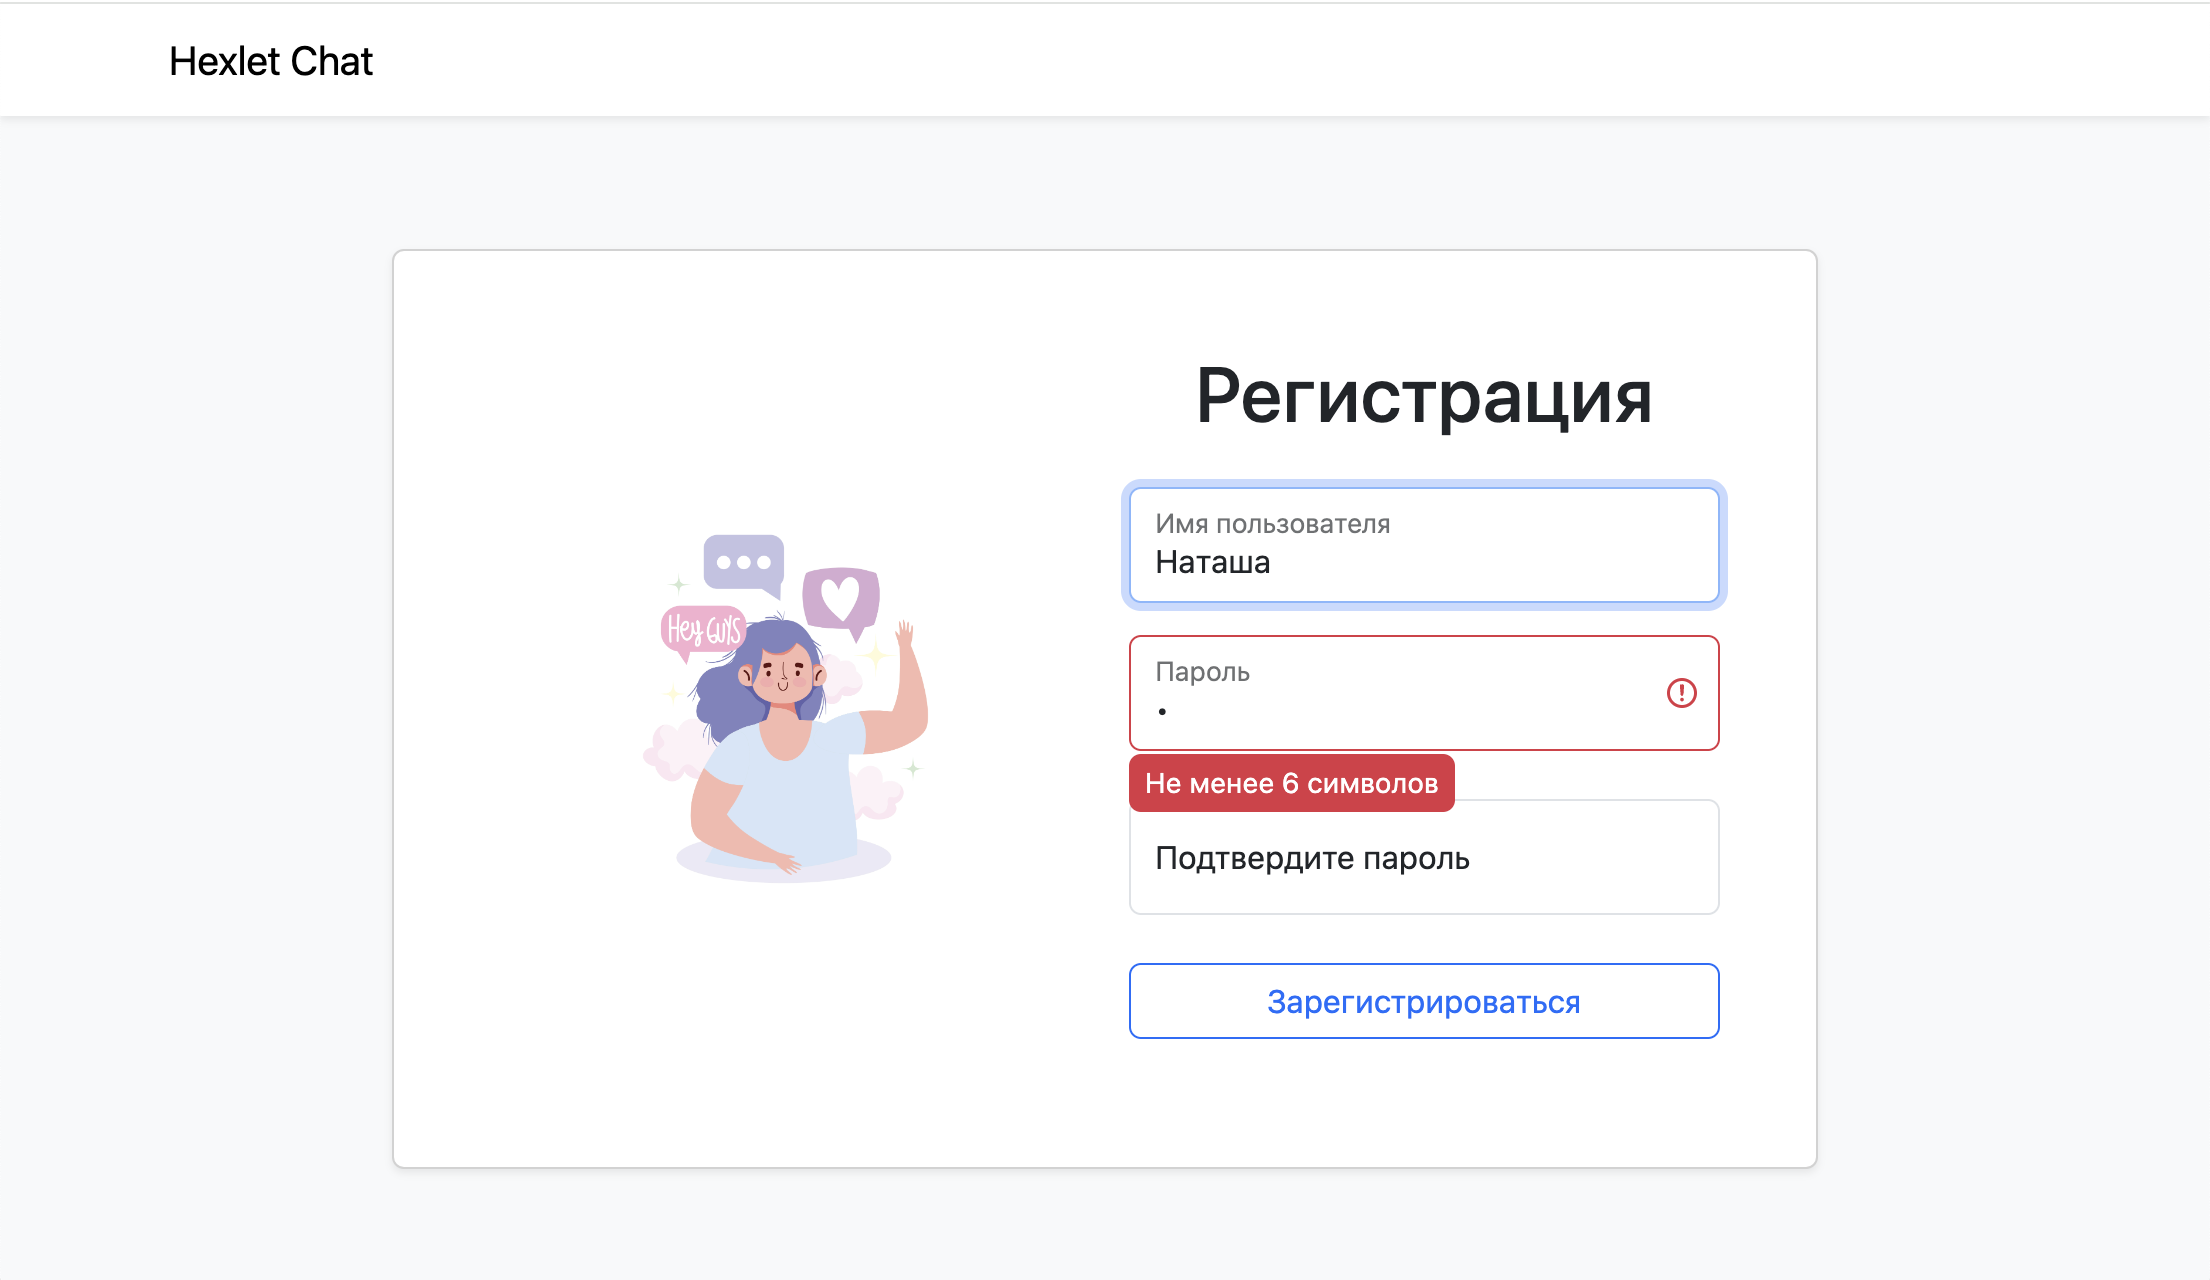 Hexlet Chat
Hey GUYS
Регистрация
Имя пользователя
Наташа
Пароль
•
Не менее 6 символов
Подтвердите пароль
Зарегистрироваться